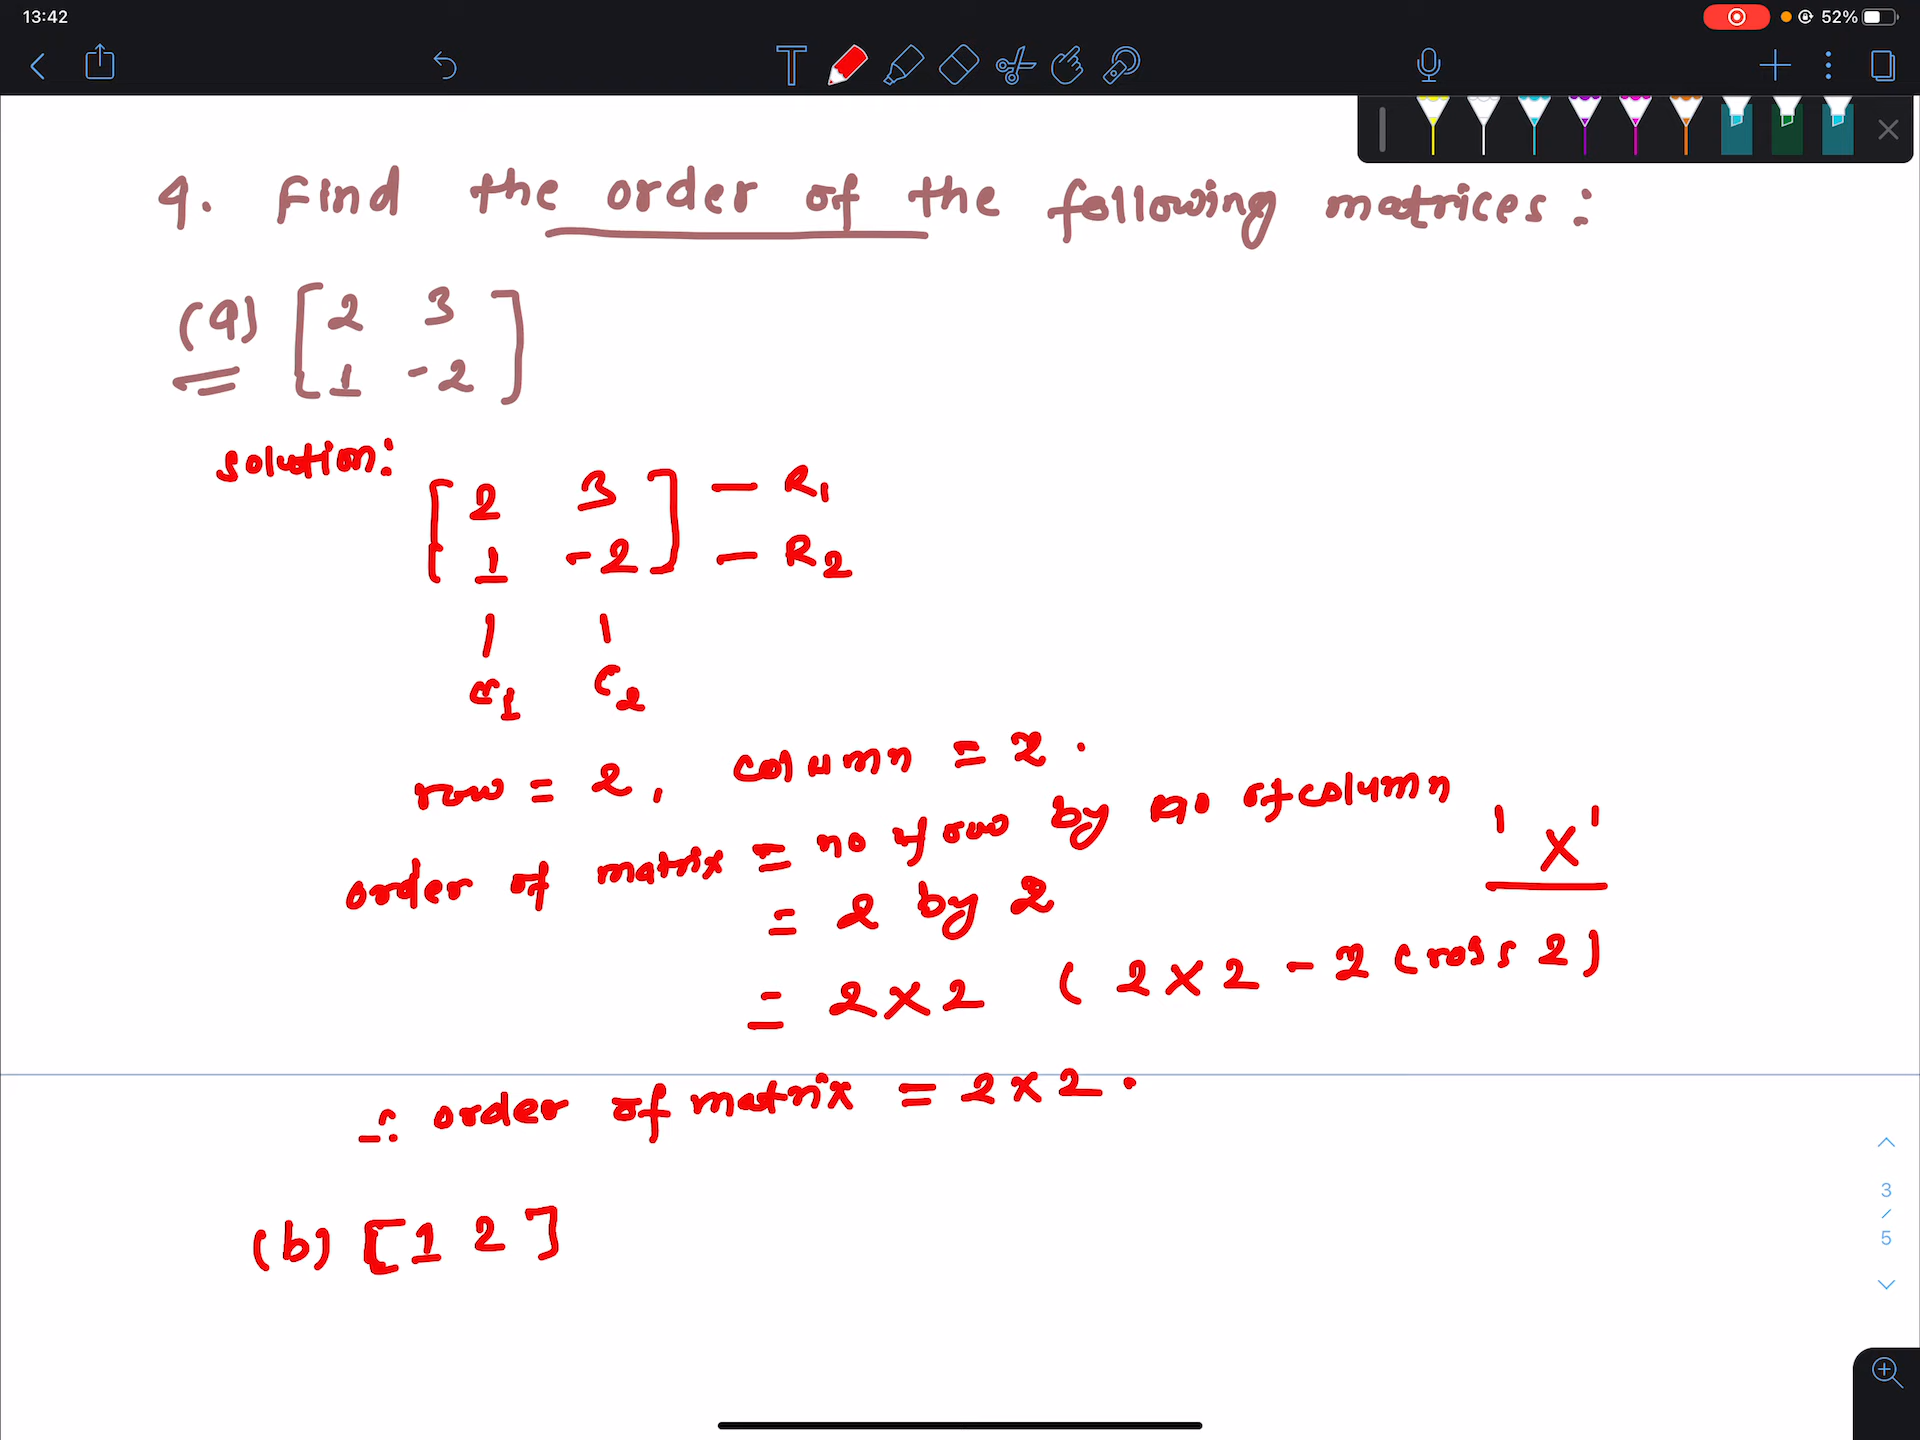 13:42
52%
4. Find the order of the following matrices :
(a) [ 2 3
1 -2 ]
Solution:
[ 2 3 ] — R1
1 -2 — R2
C1 C2
row = 2, column = 2.
order of matrix = no of row by no of column
'X'
= 2 by 2
= 2×2 ( 2×2 - 2 cross 2)
∴ order of matrix = 2×2.
(b) [1 2]
3
/
5